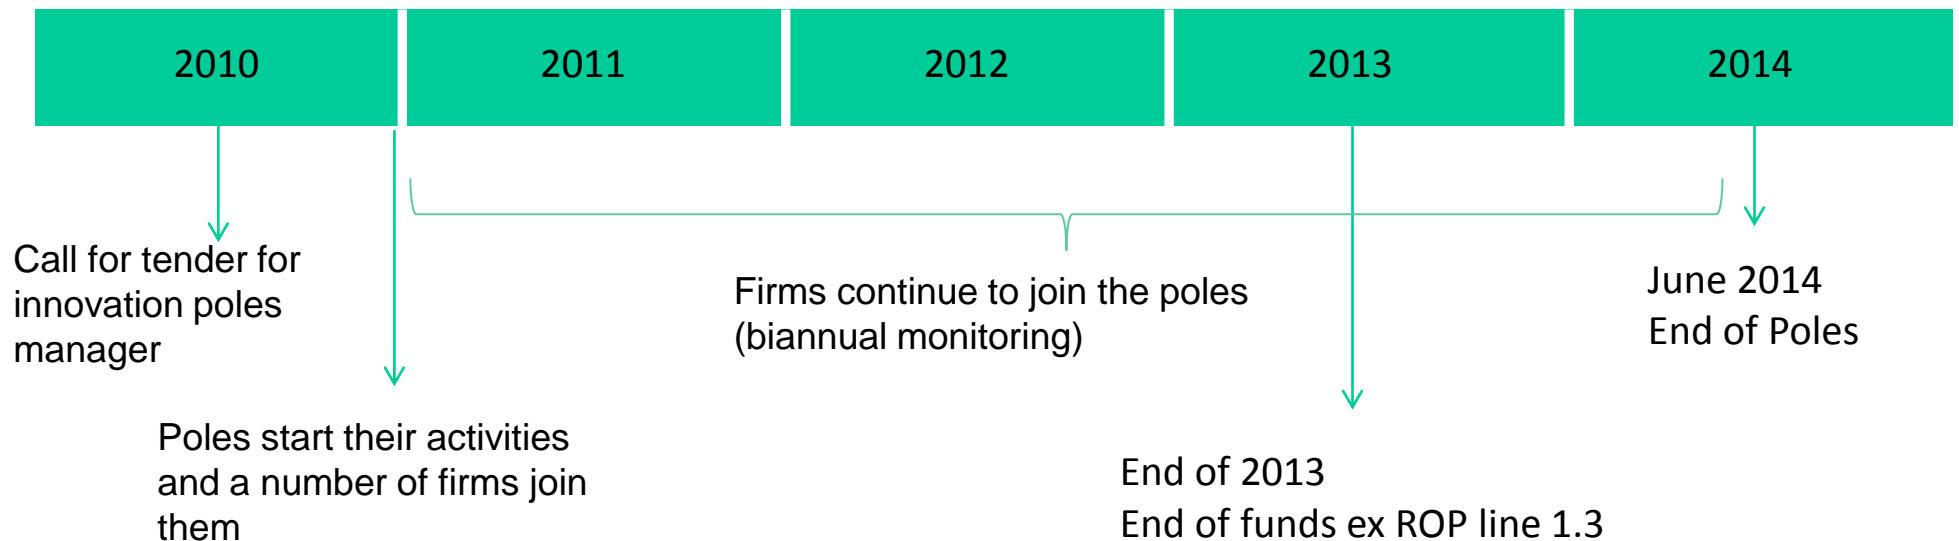 2010
2011
2012
2013
2014
Call for tender for
innovation poles
manager
Poles start their activities
and a number of firms join
them
Firms continue to join the poles
(biannual monitoring)
End of 2013
End of funds ex ROP line 1.3
June 2014
End of Poles